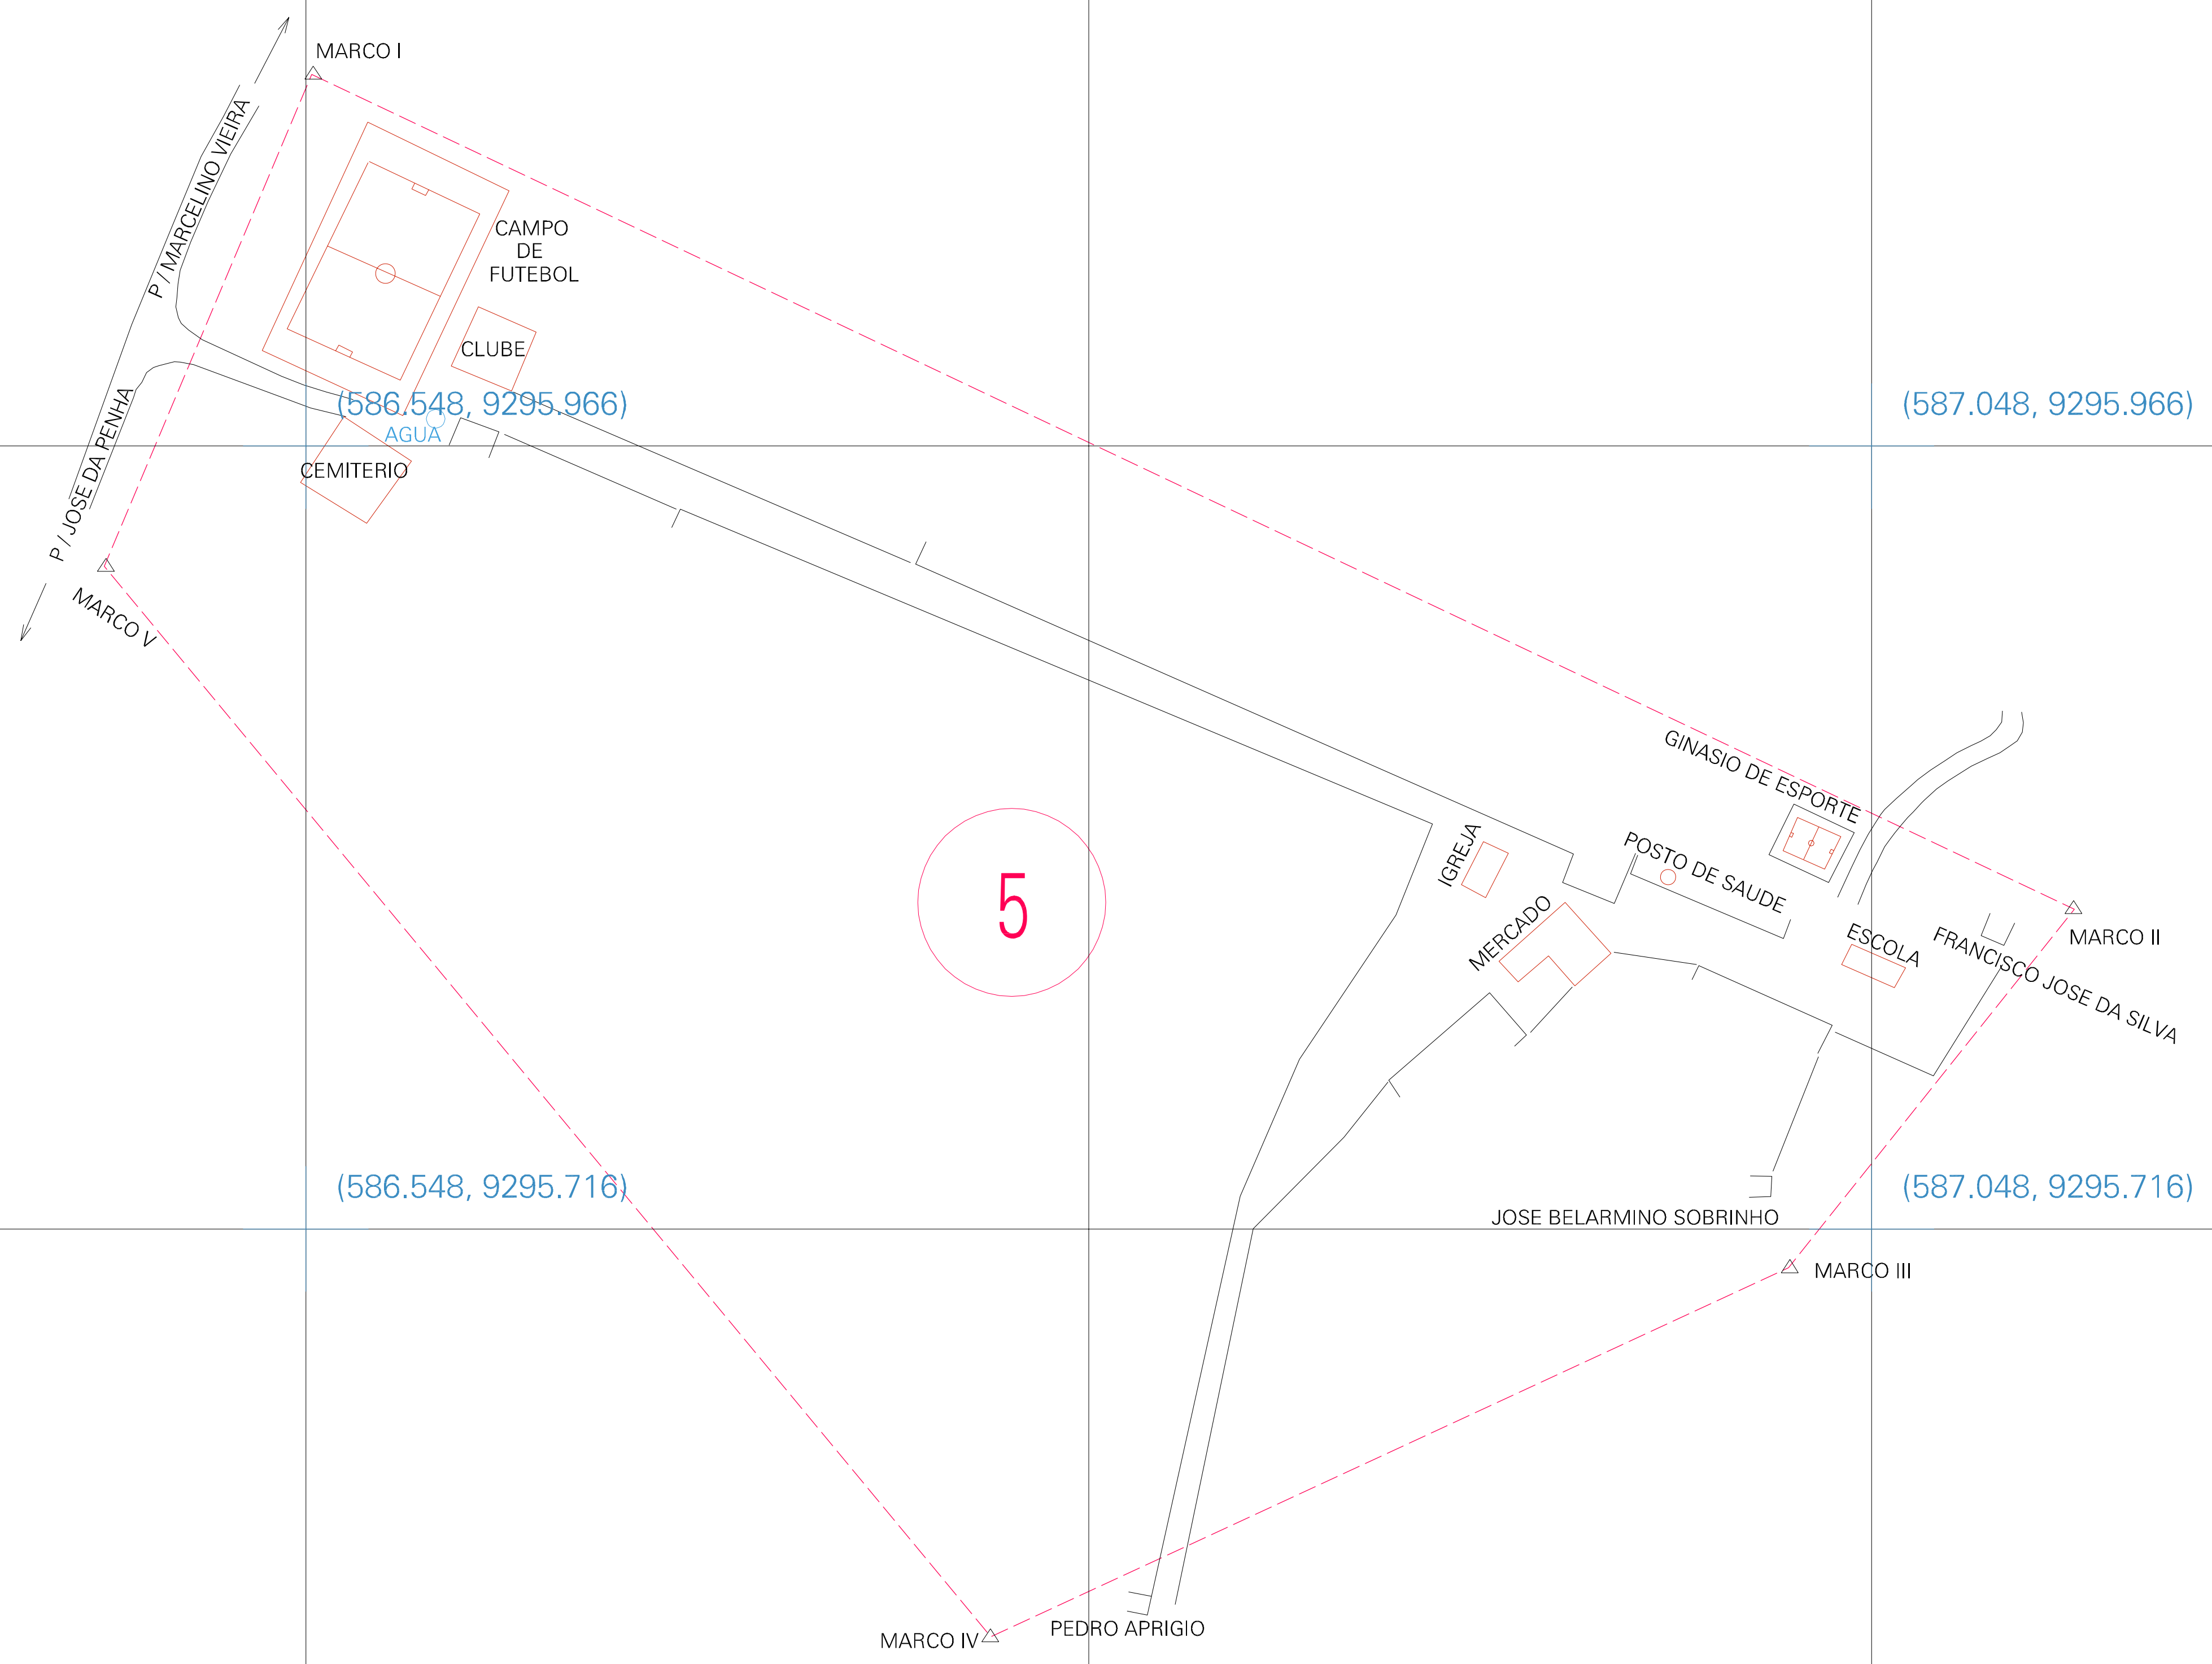 MARCO I
P / MARCELINO VIEIRA
CAMPO
DE
FUTEBOL
CLUBE
(586.548, 9295.966)
(587.048, 9295.966)
AGUA
CEMITERIO
P / JOSE DA PENHA
MARCO V
GINASIO DE ESPORTE
IGREJA
POSTO DE SAUDE
5
MERCADO
ESCOLA
FRANCISCO JOSE DA SILVA
MARCO II
(586.548, 9295.716)
(587.048, 9295.716)
JOSE BELARMINO SOBRINHO
MARCO III
PEDRO APRIGIO
MARCO IV